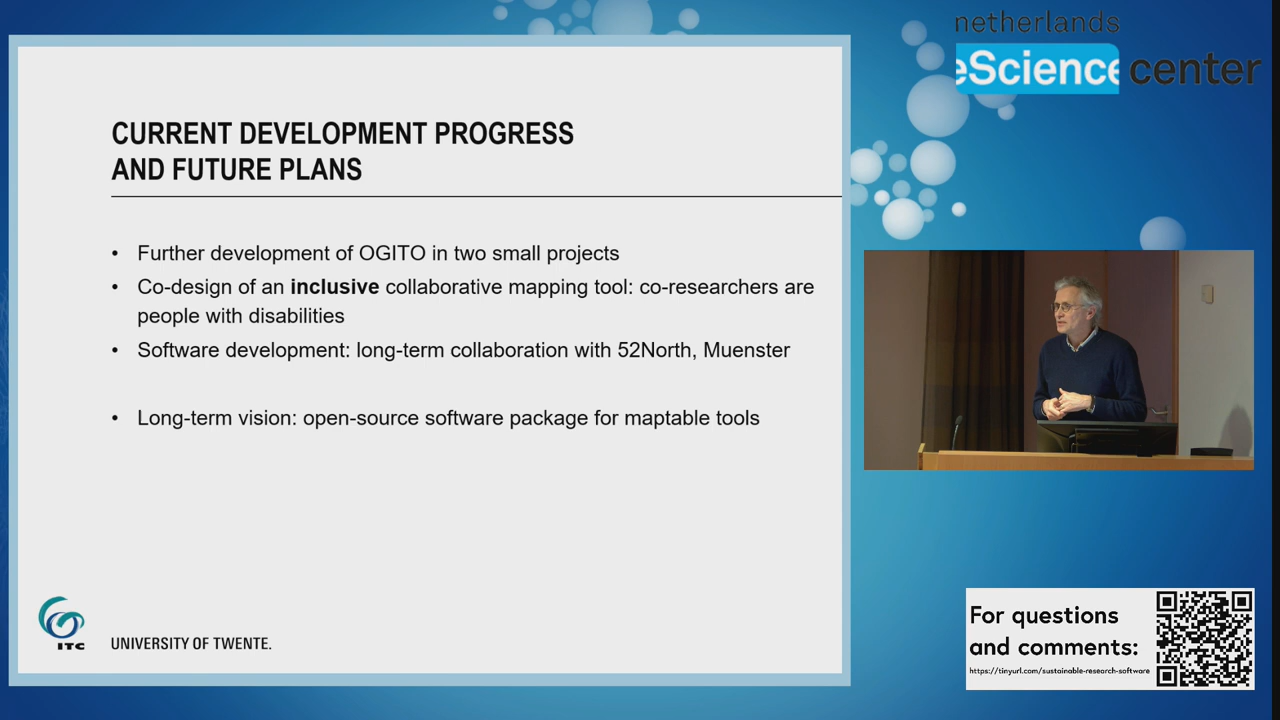 netherlands
eScience center
CURRENT DEVELOPMENT PROGRESS
AND FUTURE PLANS
• Further development of OGITO in two small projects
• Co-design of an inclusive collaborative mapping tool: co-researchers are
people with disabilities
• Software development: long-term collaboration with 52North, Muenster
• Long-term vision: open-source software package for maptable tools
ITC
UNIVERSITY OF TWENTE.
For questions
and comments:
https://tinyurl.com/sustainable-research-software